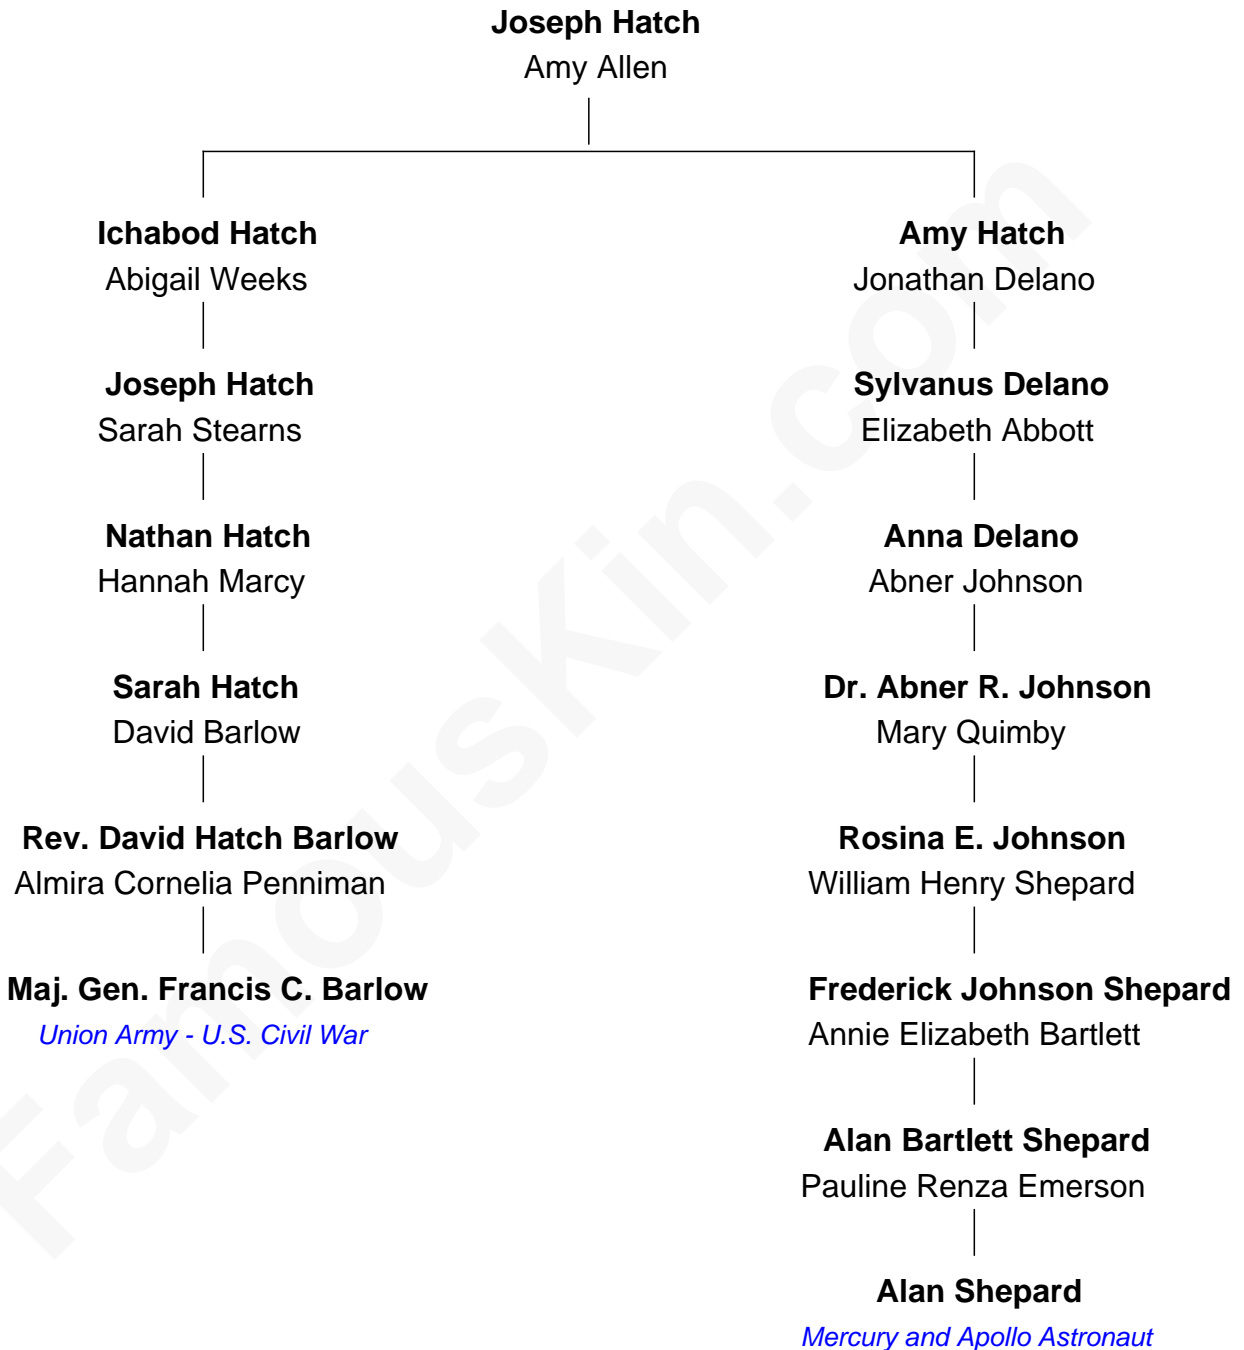 Joseph Hatch
Amy Allen
Ichabod Hatch
Abigail Weeks
Joseph Hatch
Sarah Stearns
Nathan Hatch
Hannah Marcy
Sarah Hatch
David Barlow
Rev. David Hatch Barlow
Almira Cornelia Penniman
Maj. Gen. Francis C. Barlow
Union Army - U.S. Civil War
Amy Hatch
Jonathan Delano
Sylvanus Delano
Elizabeth Abbott
Anna Delano
Abner Johnson
Dr. Abner R. Johnson
Mary Quimby
Rosina E. Johnson
William Henry Shepard
Frederick Johnson Shepard
Annie Elizabeth Bartlett
Alan Bartlett Shepard
Pauline Renza Emerson
Alan Shepard
Mercury and Apollo Astronaut
FamousKin.com